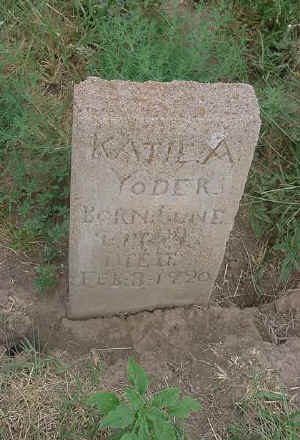 KATIE A
YODER
BORN JUNE
DIED
FEB. 8. 1920